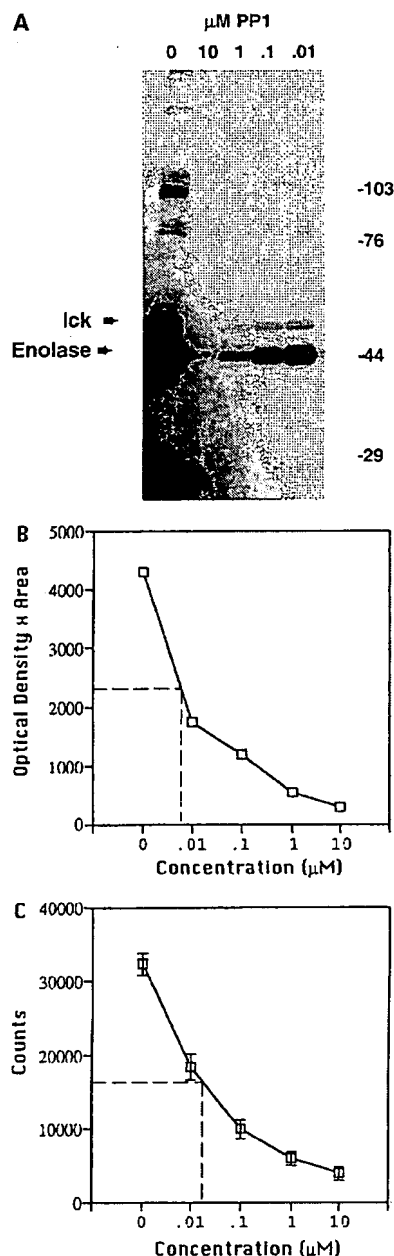 A
µM PP1
0 10 1 .1 .01
-103
-76
lck
Enolase
-44
-29
B
5000
4000
3000
2000
1000
0
Optical Density x Area
0 .01 .1 1 10
Concentration (µM)
C
40000
30000
20000
10000
0
Counts
0 .01 .1 1 10
Concentration (µM)